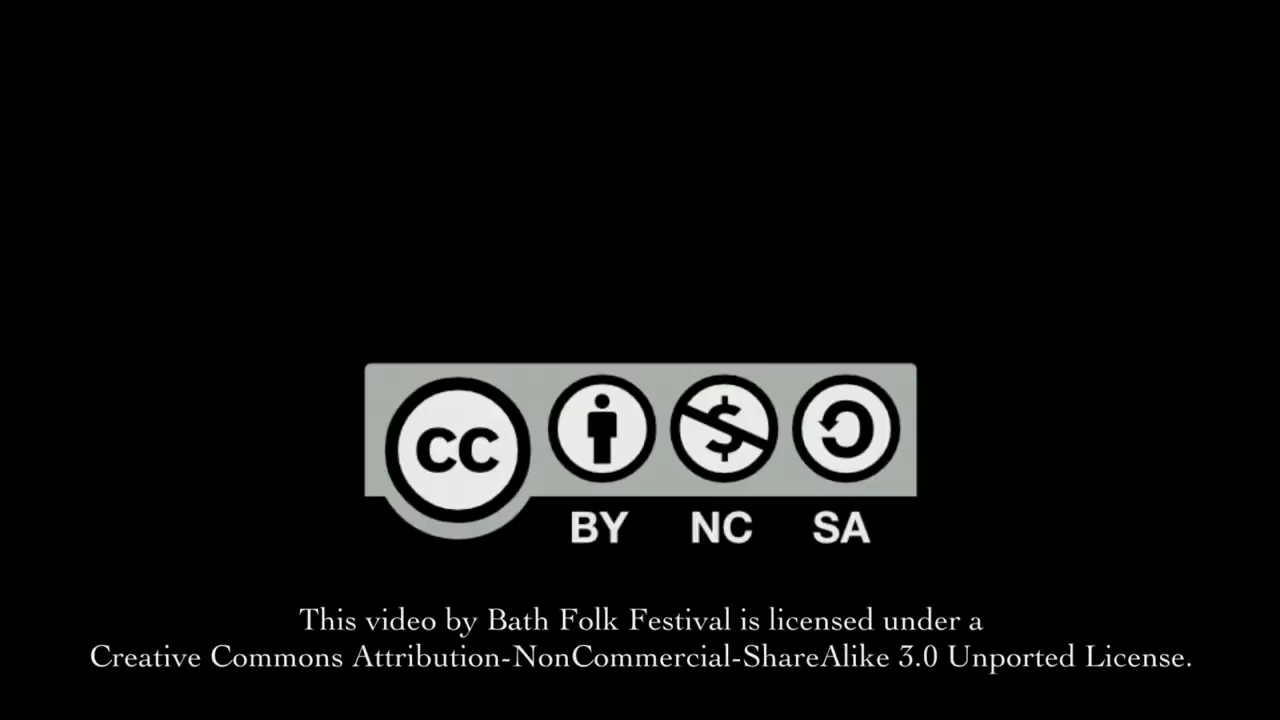 CC
BY NC SA
This video by Bath Folk Festival is licensed under a
Creative Commons Attribution-NonCommercial-ShareAlike 3.0 Unported License.